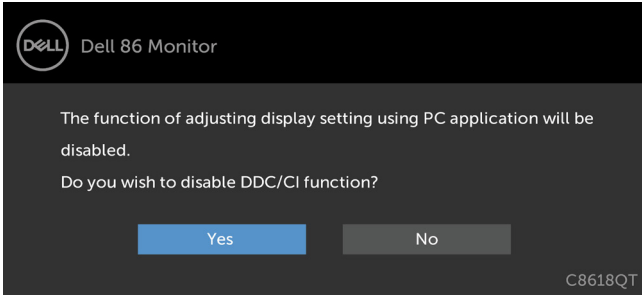 DELL Dell 86 Monitor
The function of adjusting display setting using PC application will be
disabled.
Do you wish to disable DDC/CI function?
Yes No
C8618QT